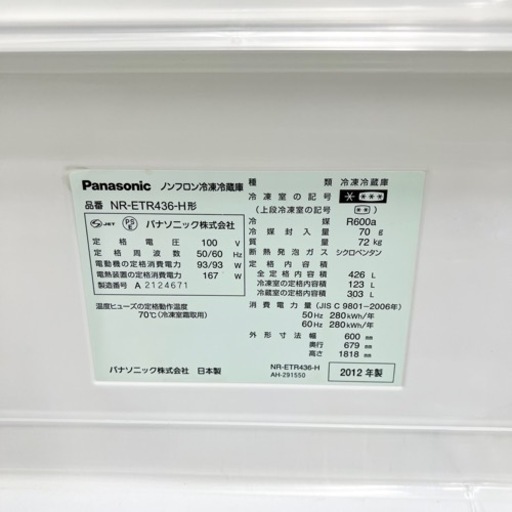 Panasonic ノンフロン冷凍冷蔵庫
品番 NR-ETR436-H形
JET PSE パナソニック株式会社
定格電圧 100 V
定格周波数 50/60 Hz
電動機の定格消費電力 93/93 W
電熱装置の定格消費電力 167 W
製造番号 A 2124671
温度ヒューズの定格動作温度
70℃(冷凍室霜取用)
パナソニック株式会社 日本製
種類 冷凍冷蔵庫
冷凍室の記号
(上段冷凍室の記号)
冷媒 R600a
冷媒封入量 70 g
質量 72 kg
断熱発泡ガス シクロペンタン
定格内容積
全定格内容積 426 L
冷凍室の定格内容積 123 L
冷蔵室の定格内容積 303 L
消費電力量 (JIS C 9801-2006年)
50 Hz 280 kWh/年
60 Hz 280 kWh/年
外形寸法 幅 600 mm
奥行 679 mm
高さ 1818 mm
NR-ETR436-H
AH-291550
2012 年製